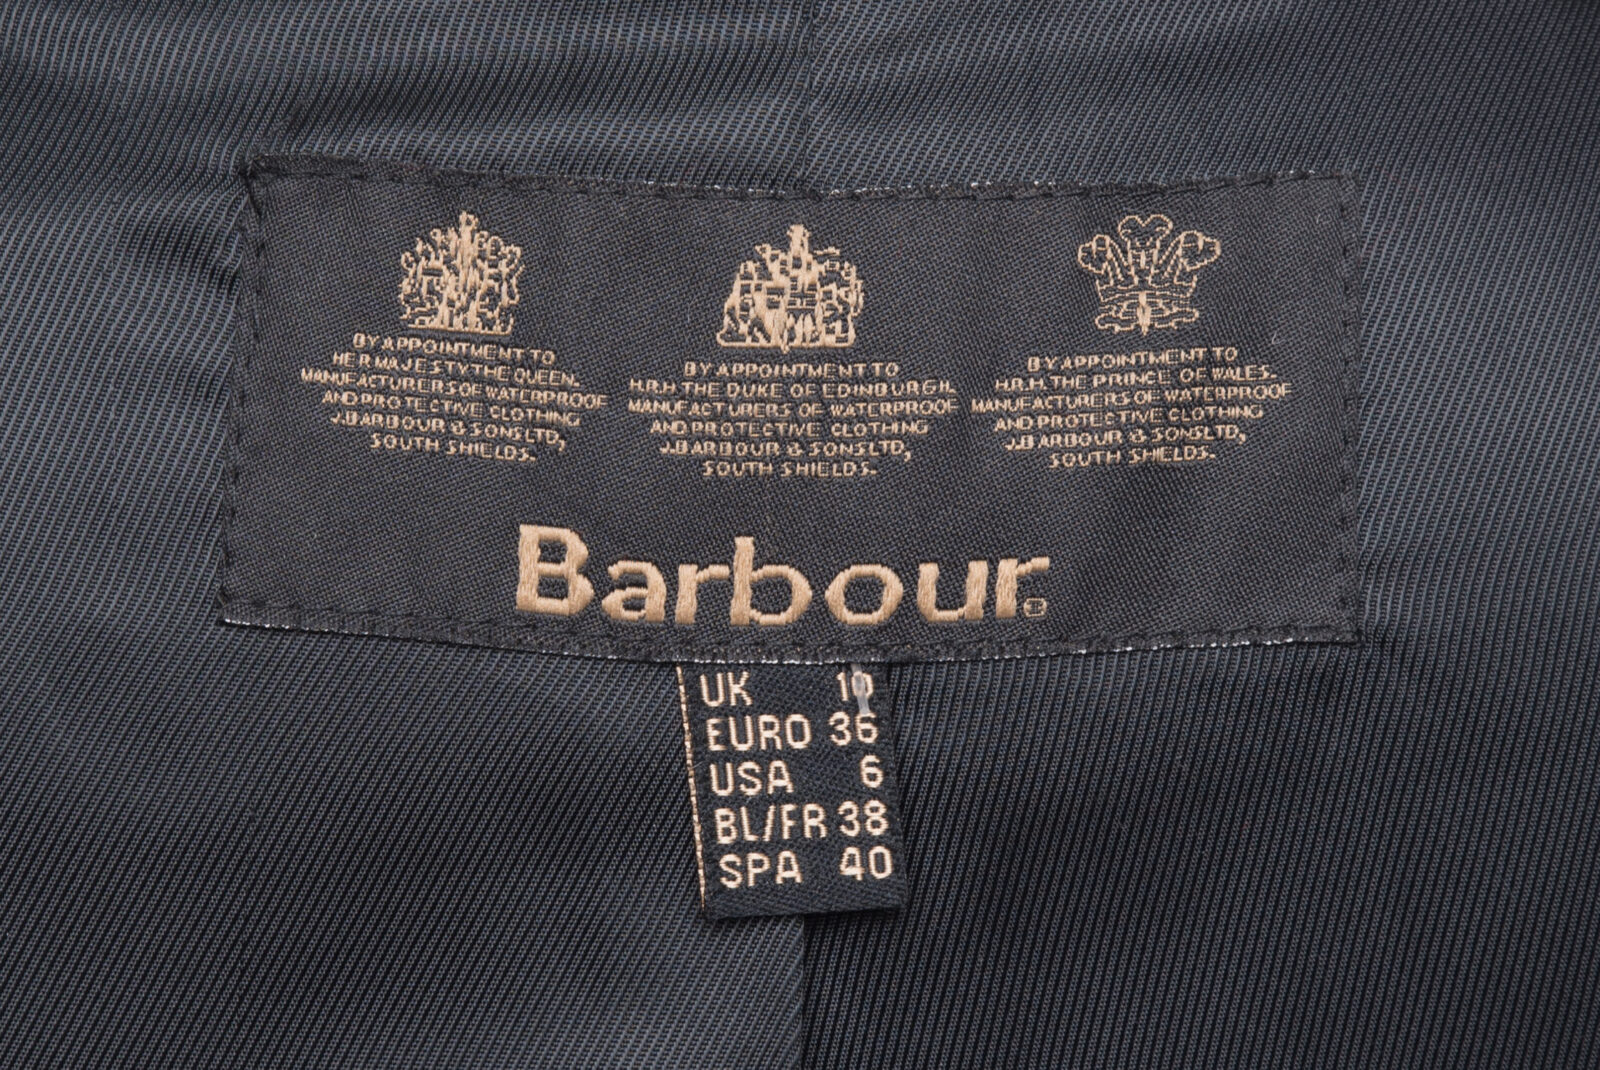 BY APPOINTMENT TO
HER MAJESTY THE QUEEN.
MANUFACTURERS OF WATERPROOF
AND PROTECTIVE CLOTHING
J.BARBOUR & SONS LTD,
SOUTH SHIELDS.
BY APPOINTMENT TO
H.R.H. THE DUKE OF EDINBURGH.
MANUFACTURERS OF WATERPROOF
AND PROTECTIVE CLOTHING
J.BARBOUR & SONS LTD,
SOUTH SHIELDS.
BY APPOINTMENT TO
H.R.H. THE PRINCE OF WALES.
MANUFACTURERS OF WATERPROOF
AND PROTECTIVE CLOTHING
J.BARBOUR & SONS LTD,
SOUTH SHIELDS.
Barbour®
UK 10
EURO 36
USA 6
BL/FR 38
SPA 40